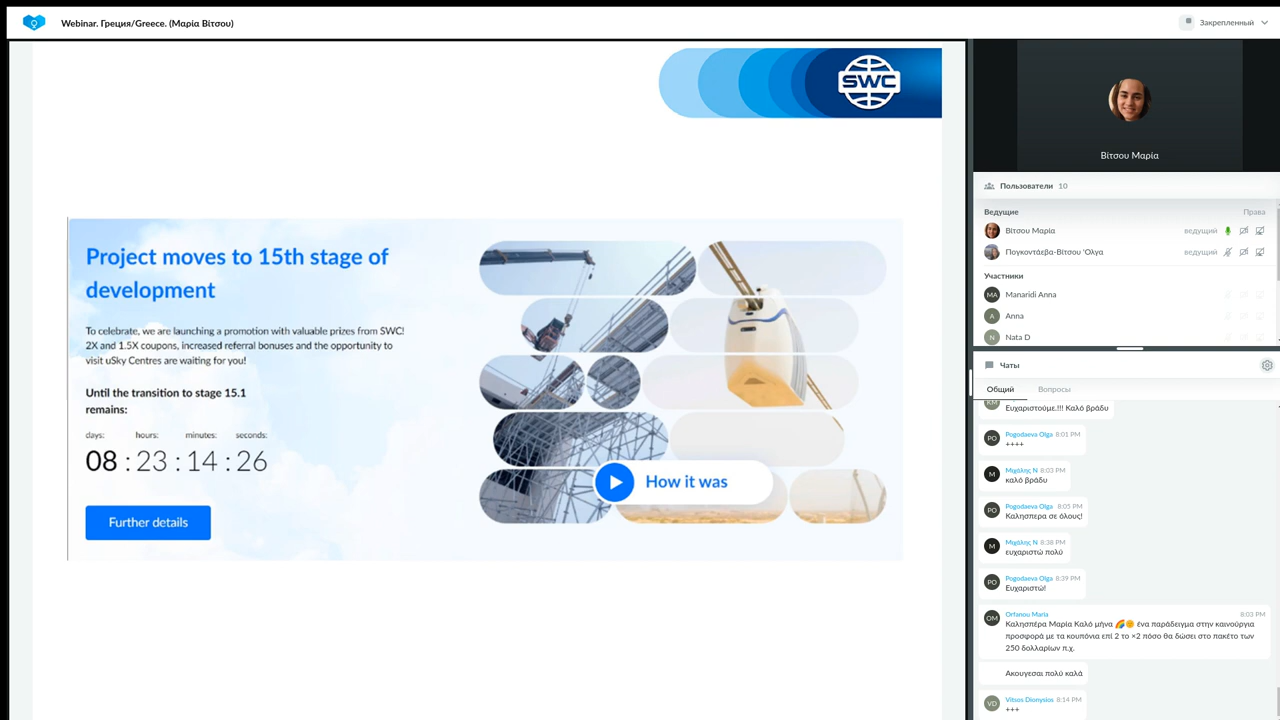 Webinar. Греция/Greece. (Μαρία Βίτσου)
Закрепленный
SWC
Project moves to 15th stage of
development
To celebrate, we are launching a promotion with valuable prizes from SWC!
2X and 1.5X coupons, increased referral bonuses and the opportunity to
visit uSky Centres are waiting for you!
Until the transition to stage 15.1
remains:
days: hours: minutes: seconds:
08 : 23 : 14 : 26
Further details
How it was
Βίτσου Μαρία
Пользователи 10
Ведущие Права
Βίτσου Μαρία ведущий
Πογκοντάεβα-Βίτσου 'Ολγα ведущий
Участники
MA Manaridi Anna
A Anna
N Nata D
Чаты
Общий Вопросы
Ευχαριστούμε.!!! Καλό βράδυ
PO Pogodaeva Olga 8:01 PM
++++
M Μιχάλης Ν 8:03 PM
καλό βράδυ
PO Pogodaeva Olga 8:05 PM
Καλησπερα σε όλους!
M Μιχάλης Ν 8:38 PM
ευχαριστώ πολύ
PO Pogodaeva Olga 8:39 PM
Ευχαριστώ!
OM Orfanou Maria 8:03 PM
Καλησπέρα Μαρία Καλό μήνα 🌈🌞 ένα παράδειγμα στην καινούργια
προσφορά με τα κουπόνια επί 2 το ×2 πόσο θα δώσει στο πακέτο των
250 δολλαρίων π.χ.
Ακουγεσαι πολύ καλά
VD Vitsos Dionysios 8:14 PM
+++